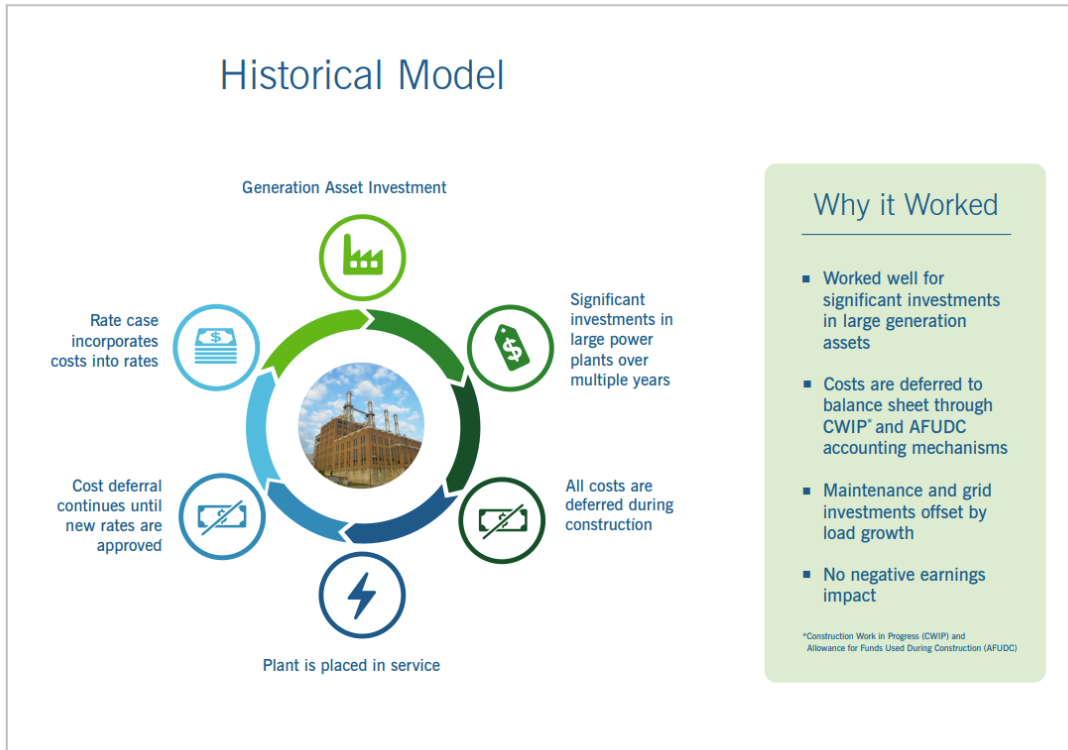 Historical Model
Generation Asset Investment
Significant
investments in
large power
plants over
multiple years
All costs are
deferred during
construction
Plant is placed in service
Cost deferral
continues until
new rates are
approved
Rate case
incorporates
costs into rates
Why it Worked
■ Worked well for
significant investments
in large generation
assets
■ Costs are deferred to
balance sheet through
CWIP* and AFUDC
accounting mechanisms
■ Maintenance and grid
investments offset by
load growth
■ No negative earnings
impact
*Construction Work in Progress (CWIP) and
Allowance for Funds Used During Construction (AFUDC)